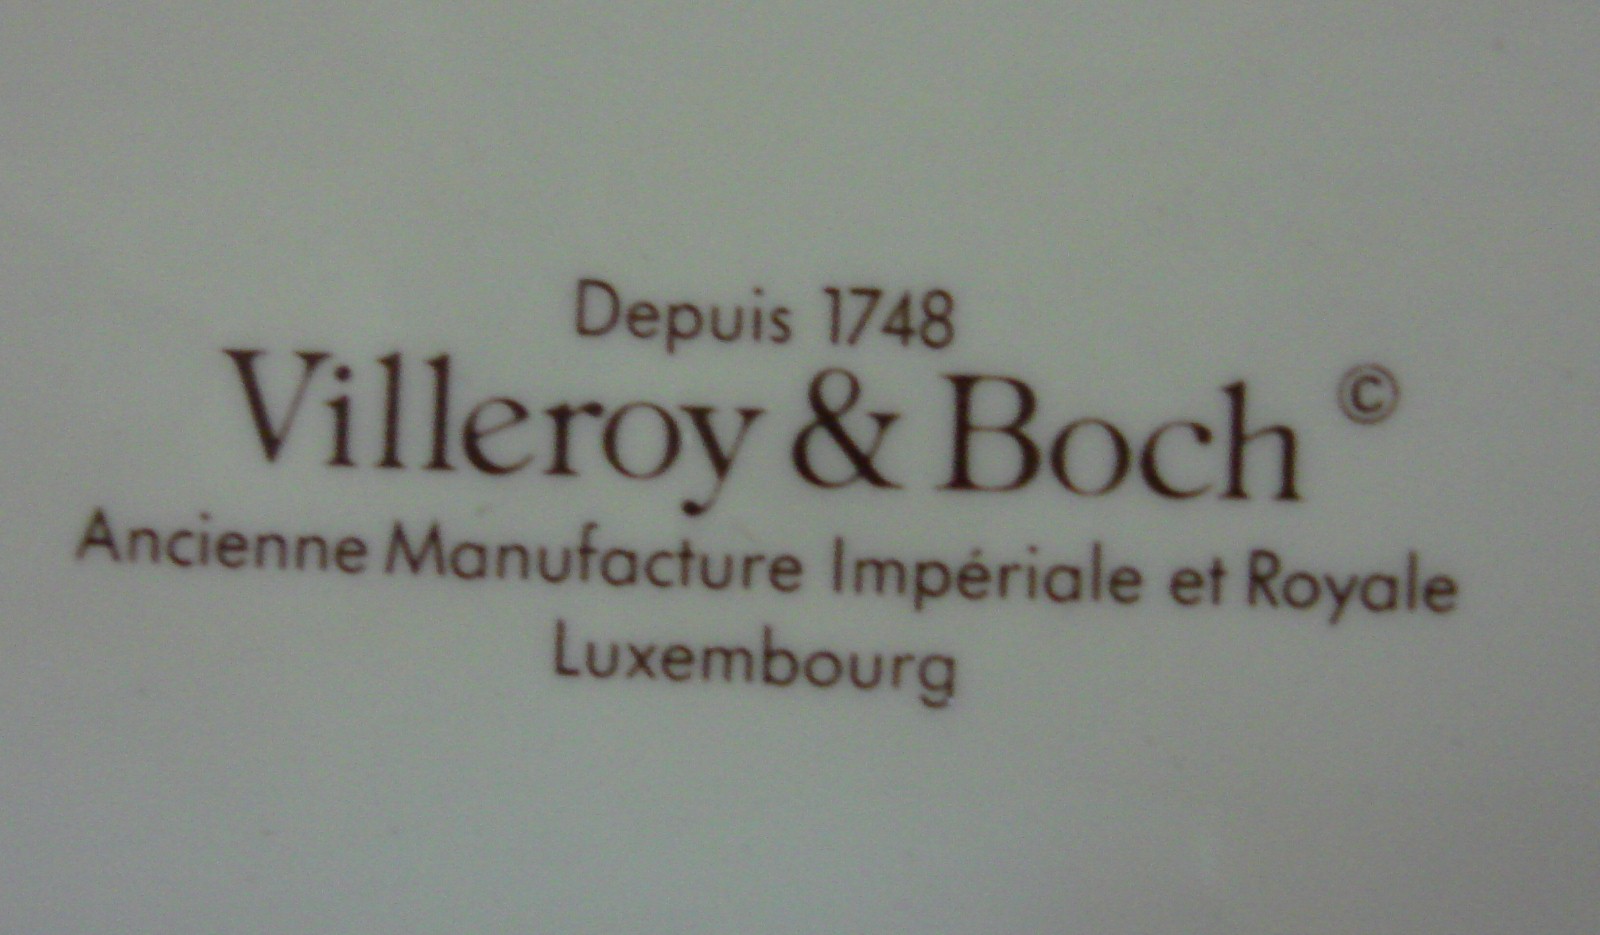 Depuis 1748
Villeroy & Boch ©
Ancienne Manufacture Impériale et Royale
Luxembourg